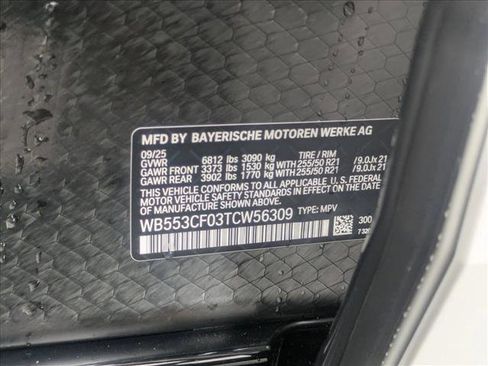 MFD BY BAYERISCHE MOTOREN WERKE AG
09/25 TIRE / RIM
GVWR 6812 lbs 3090 kg
GAWR FRONT 3373 lbs 1530 kg WITH 255/50 R21 / 9.0Jx 21
GAWR REAR 3902 lbs 1770 kg WITH 255/50 R21 / 9.0Jx 21
THIS VEHICLE CONFORMS TO ALL APPLICABLE U.S. FEDERAL
SAFETY STANDARDS IN EFFECT ON THE DATE OF
MANUFACTURE SHOWN ABOVE.
WB553CF03TCW56309 TYPE: MPV
300